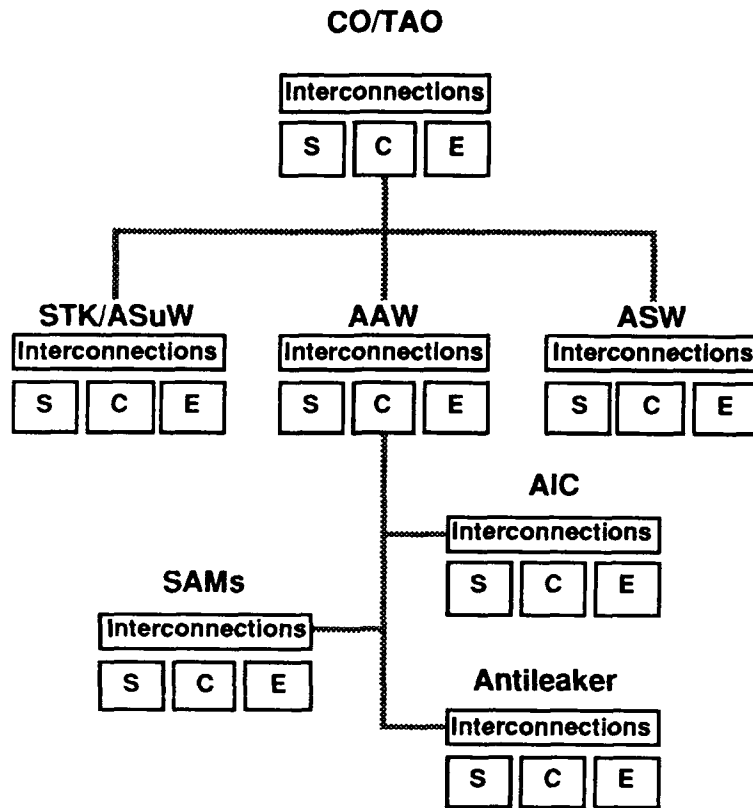 CO/TAO
Interconnections
S C E
STK/ASuW AAW ASW
Interconnections Interconnections Interconnections
S C E S C E S C E
AIC
Interconnections
S C E
SAMs
Interconnections
S C E
Antileaker
Interconnections
S C E